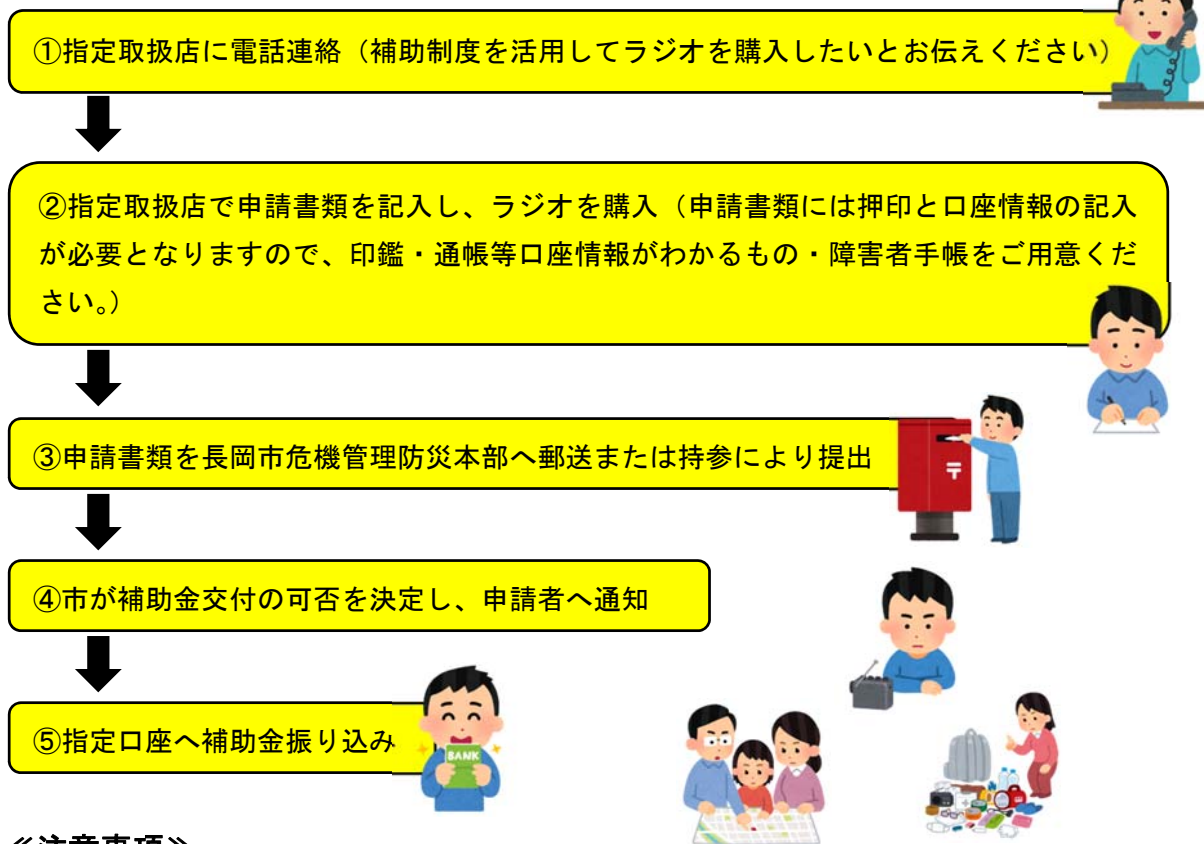 ①指定取扱店に電話連絡（補助制度を活用してラジオを購入したいとお伝えください）
②指定取扱店で申請書類を記入し、ラジオを購入（申請書類には押印と口座情報の記入
が必要となりますので、印鑑・通帳等口座情報がわかるもの・障害者手帳をご用意くだ
さい。）
③申請書類を長岡市危機管理防災本部へ郵送または持参により提出
〒
④市が補助金交付の可否を決定し、申請者へ通知
⑤指定口座へ補助金振り込み
BANK
≪注意事項≫